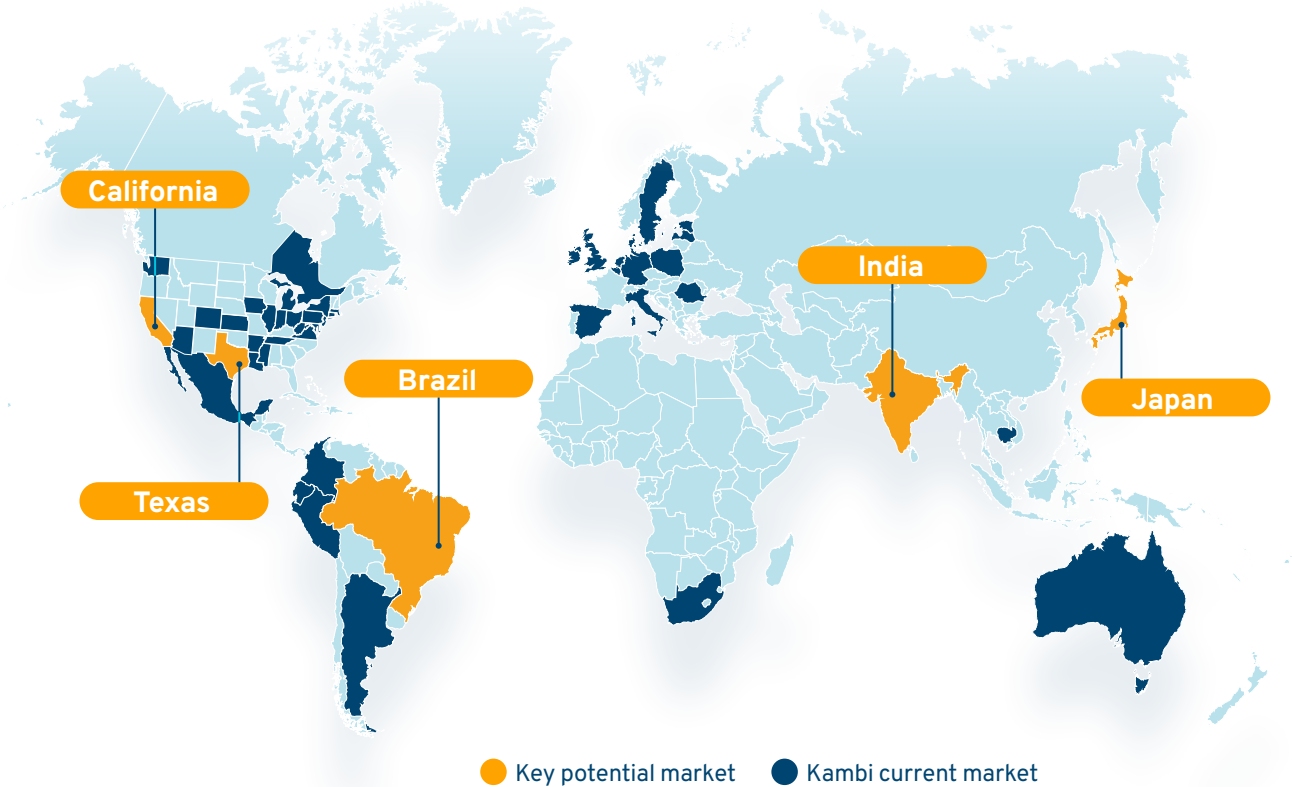 California
India
Brazil
Japan
Texas
Key potential market
Kambi current market